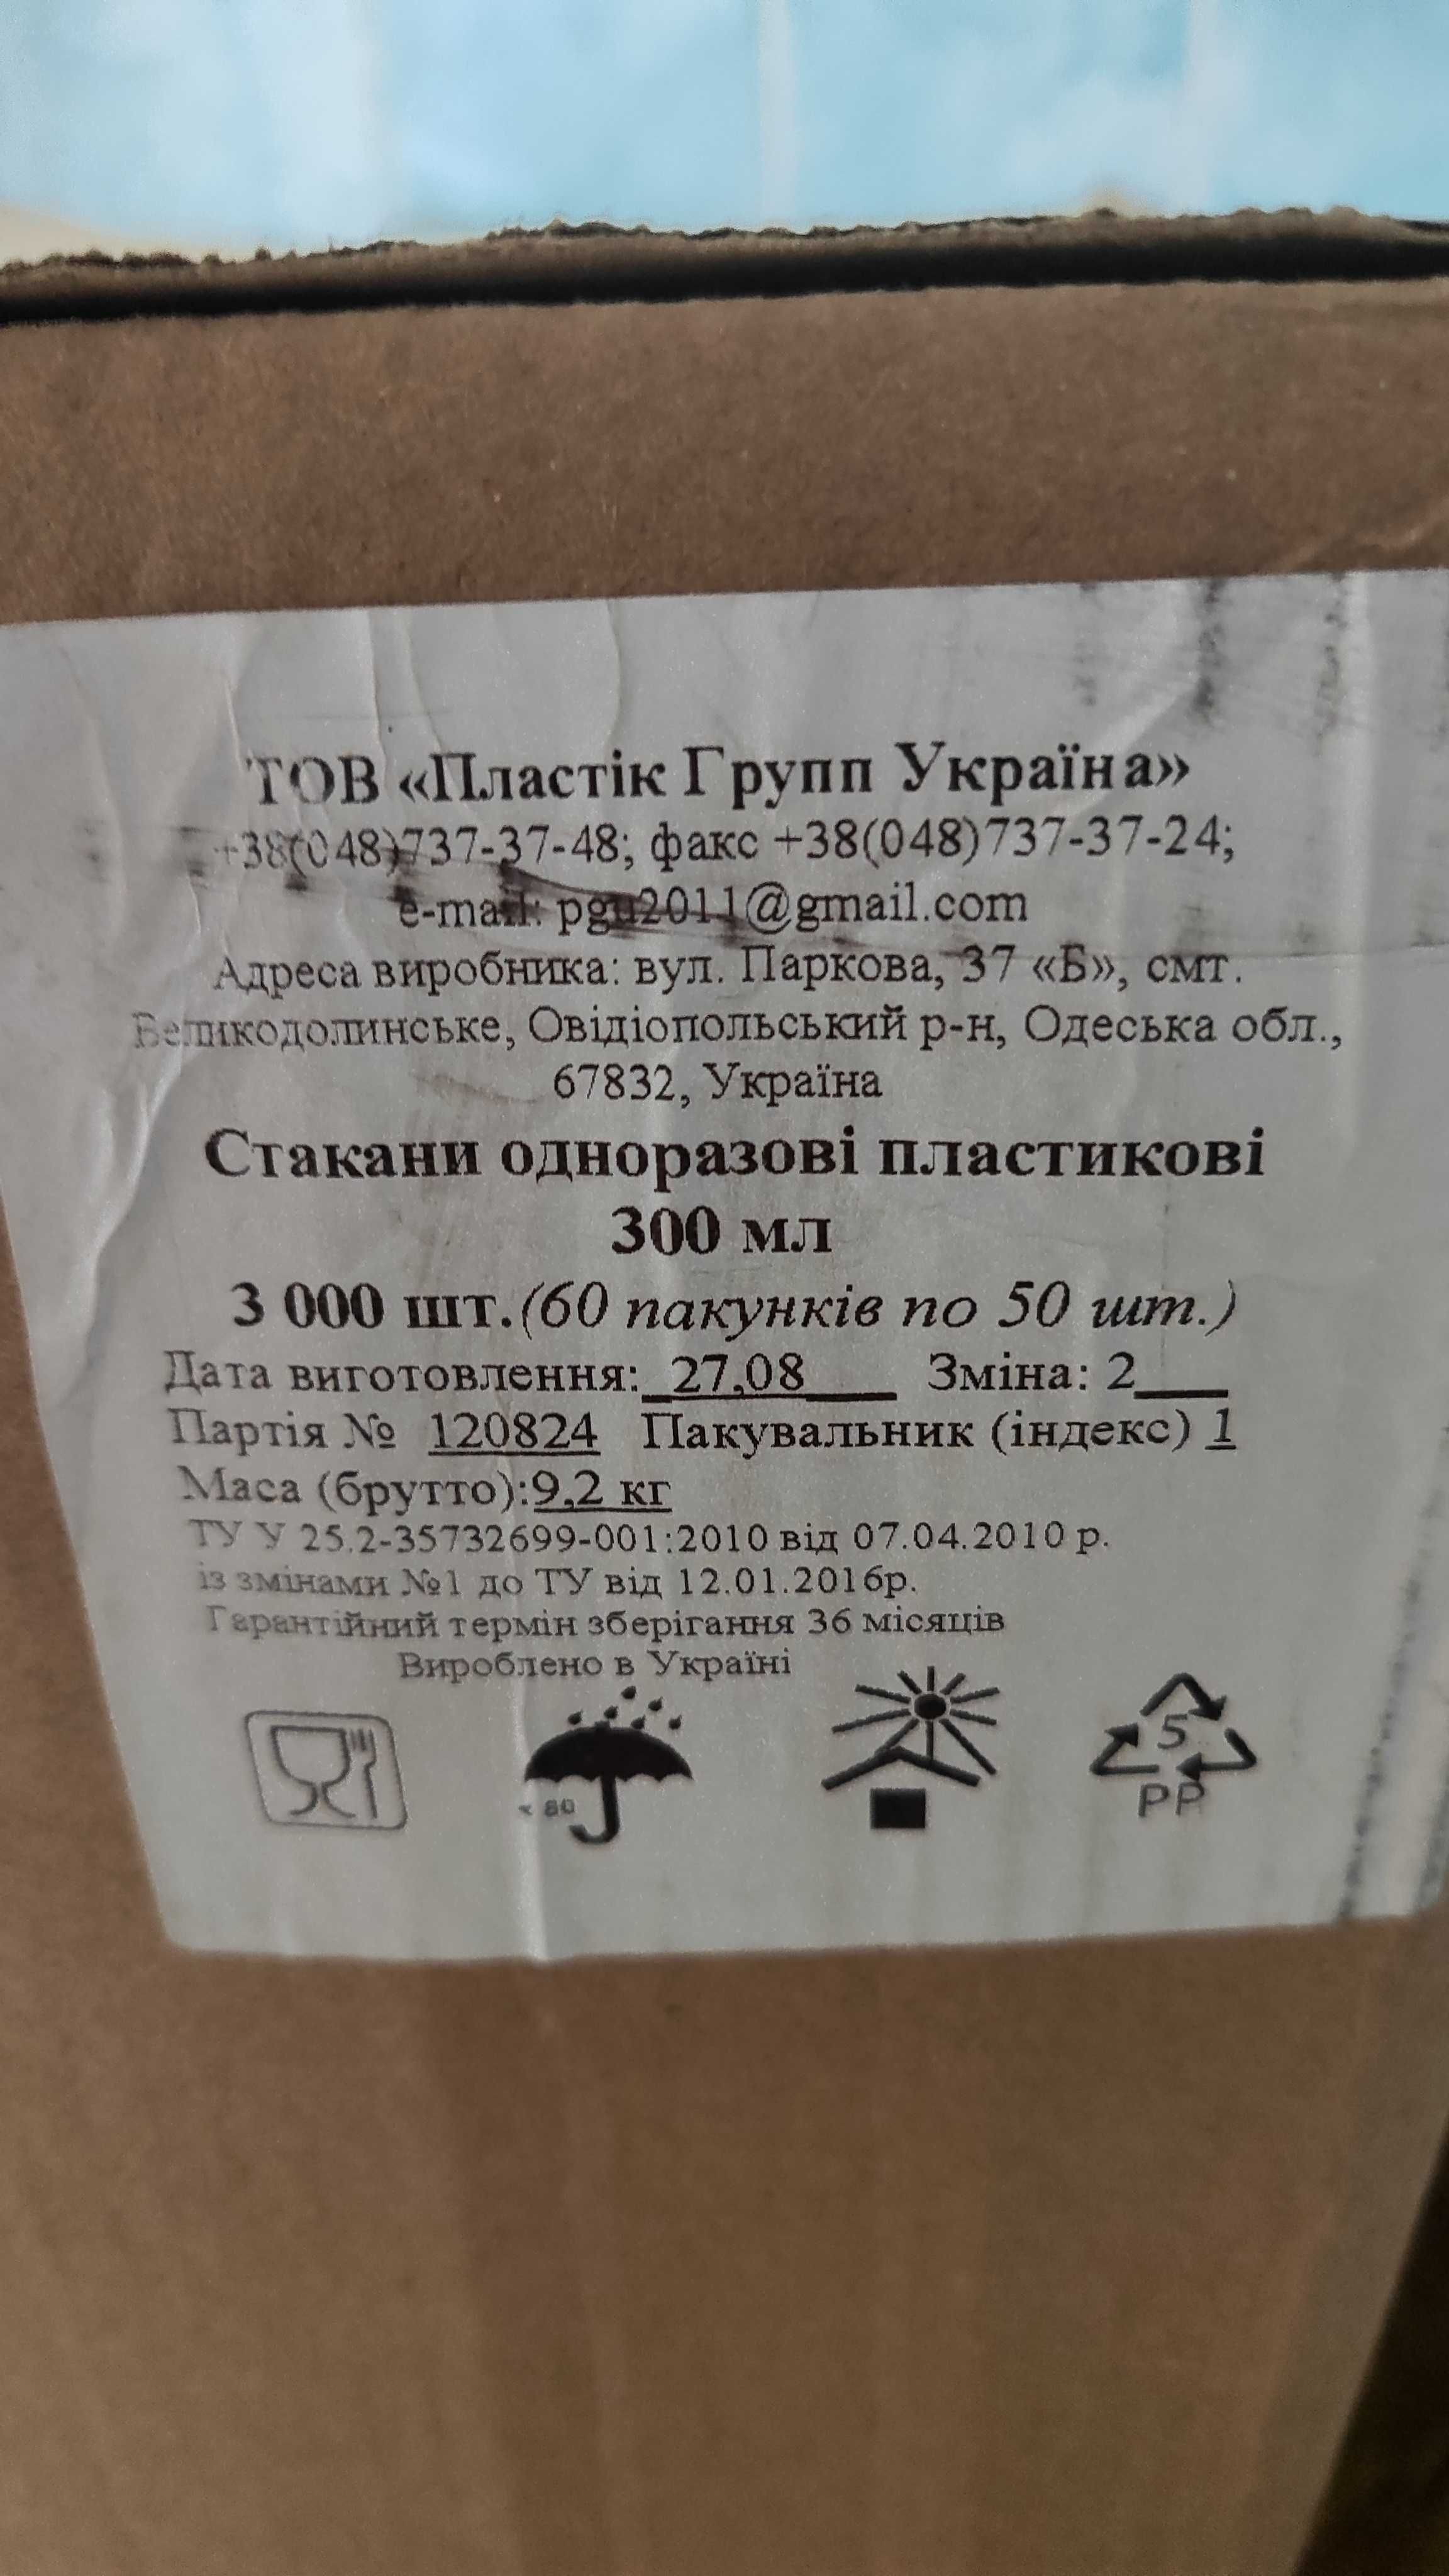 ТОВ «Пластік Групп Україна»
+38(048)737-37-48; факс +38(048)737-37-24;
e-mail: pgu2011@gmail.com
Адреса виробника: вул. Паркова, 37 «Б», смт.
Великодолинське, Овідіопольський р-н, Одеська обл.,
67832, Україна
Стакани одноразові пластикові
300 мл
3 000 шт.(60 пакунків по 50 шт.)
Дата виготовлення:_27,08___ Зміна: 2___
Партія № 120824 Пакувальник (індекс) 1
Маса (брутто):9,2 кг
ТУ У 25.2-35732699-001:2010 від 07.04.2010 р.
із змінами №1 до ТУ від 12.01.2016р.
Гарантійний термін зберігання 36 місяців
Вироблено в Україні
< 80
5
PP